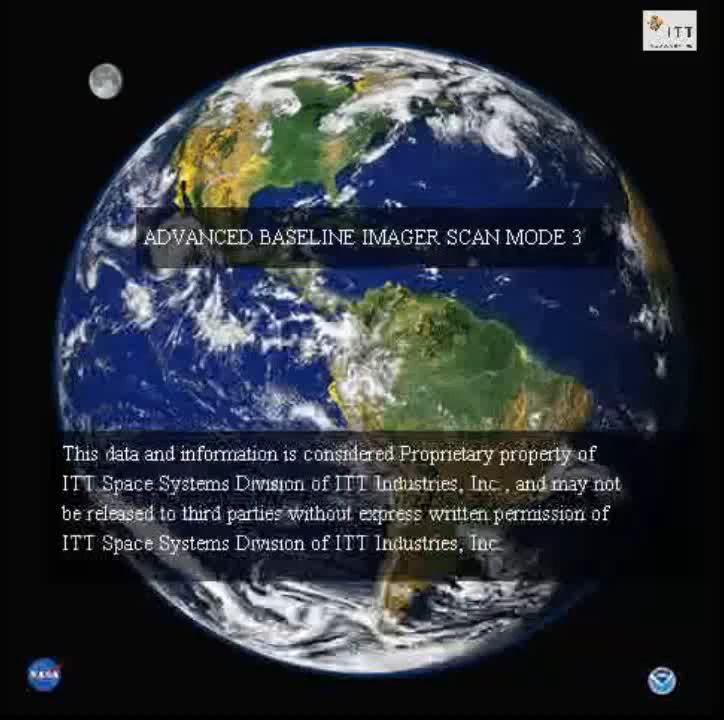 ITT
ADVANCED BASELINE IMAGER SCAN MODE 3
This data and information is considered Proprietary property of
ITT Space Systems Division of ITT Industries, Inc., and may not
be released to third parties without express written permission of
ITT Space Systems Division of ITT Industries, Inc
NASA